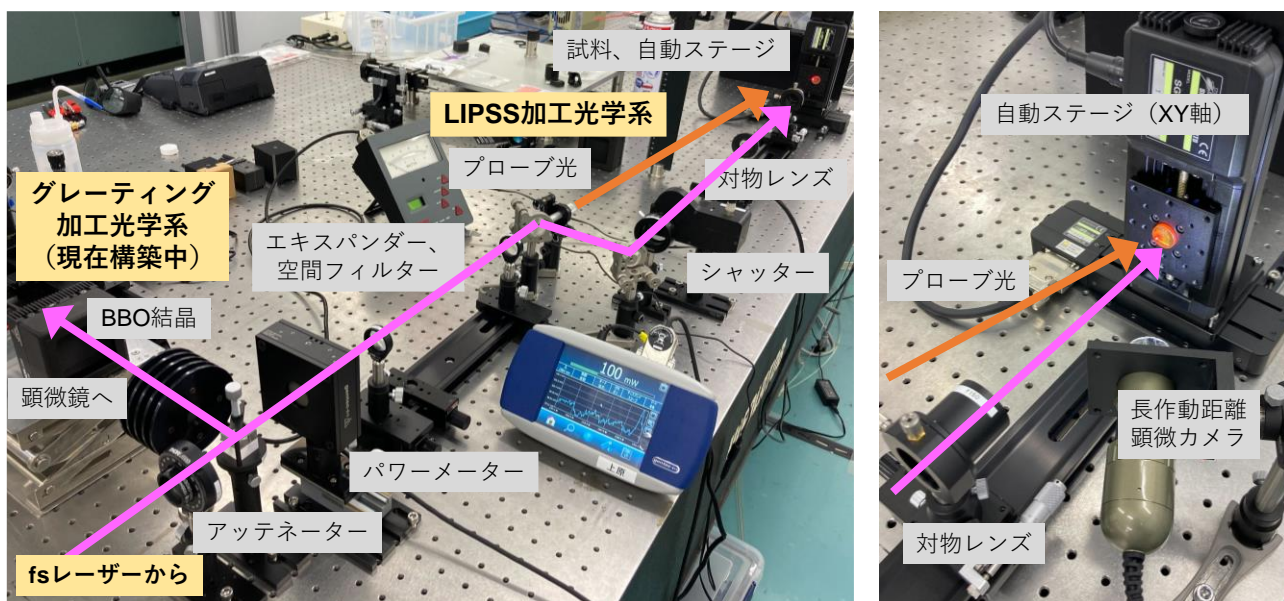 試料、自動ステージ
LIPSS加工光学系
プローブ光
対物レンズ
グレーティング
加工光学系
（現在構築中）
エキスパンダー、
空間フィルター
シャッター
BBO結晶
100 mW
顕微鏡へ
パワーメーター
上原
アッテネーター
fsレーザーから
自動ステージ（XY軸）
プローブ光
長作動距離
顕微カメラ
対物レンズ